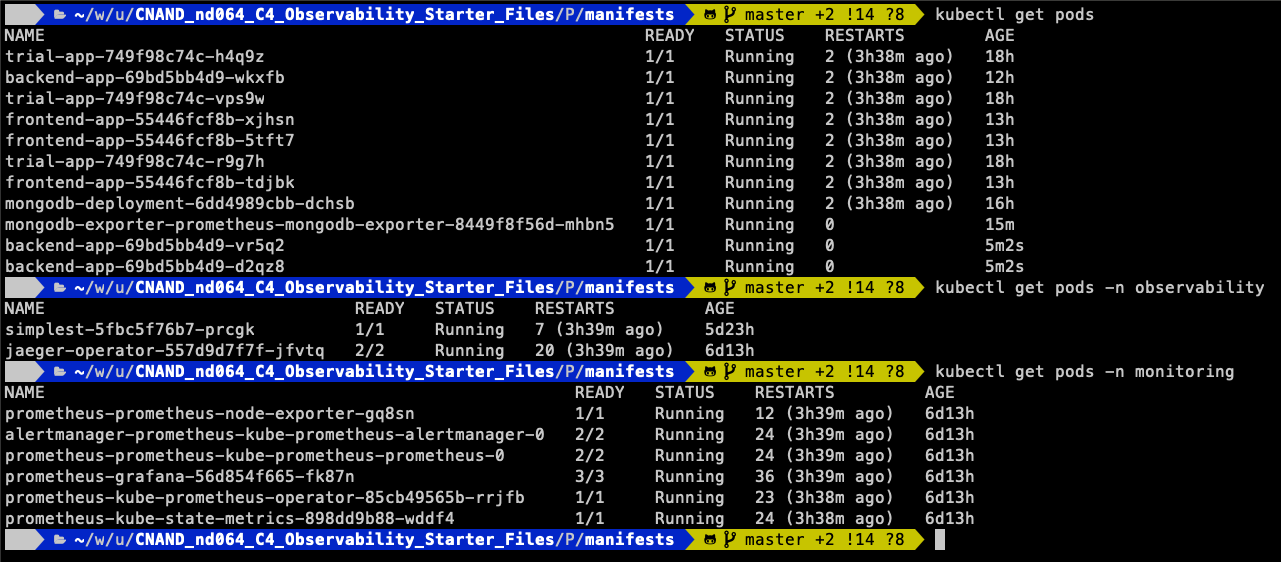 ~/w/u/CNAND_nd064_C4_Observability_Starter_Files/P/manifests master +2 !14 ?8 kubectl get pods
NAME READY STATUS RESTARTS AGE
trial-app-749f98c74c-h4q9z 1/1 Running 2 (3h38m ago) 18h
backend-app-69bd5bb4d9-wkxfb 1/1 Running 2 (3h38m ago) 12h
trial-app-749f98c74c-vps9w 1/1 Running 2 (3h38m ago) 18h
frontend-app-55446fcf8b-xjhsn 1/1 Running 2 (3h38m ago) 13h
frontend-app-55446fcf8b-5tft7 1/1 Running 2 (3h38m ago) 13h
trial-app-749f98c74c-r9g7h 1/1 Running 2 (3h38m ago) 18h
frontend-app-55446fcf8b-tdjbk 1/1 Running 2 (3h38m ago) 13h
mongodb-deployment-6dd4989cbb-dchsb 1/1 Running 2 (3h38m ago) 16h
mongodb-exporter-prometheus-mongodb-exporter-8449f8f56d-mhbn5 1/1 Running 0 15m
backend-app-69bd5bb4d9-vr5q2 1/1 Running 0 5m2s
backend-app-69bd5bb4d9-d2qz8 1/1 Running 0 5m2s
~/w/u/CNAND_nd064_C4_Observability_Starter_Files/P/manifests master +2 !14 ?8 kubectl get pods -n observability
NAME READY STATUS RESTARTS AGE
simplest-5fbc5f76b7-prcgk 1/1 Running 7 (3h39m ago) 5d23h
jaeger-operator-557d9d7f7f-jfvtq 2/2 Running 20 (3h39m ago) 6d13h
~/w/u/CNAND_nd064_C4_Observability_Starter_Files/P/manifests master +2 !14 ?8 kubectl get pods -n monitoring
NAME READY STATUS RESTARTS AGE
prometheus-prometheus-node-exporter-gq8sn 1/1 Running 12 (3h39m ago) 6d13h
alertmanager-prometheus-kube-prometheus-alertmanager-0 2/2 Running 24 (3h39m ago) 6d13h
prometheus-prometheus-kube-prometheus-prometheus-0 2/2 Running 24 (3h39m ago) 6d13h
prometheus-grafana-56d854f665-fk87n 3/3 Running 36 (3h39m ago) 6d13h
prometheus-kube-prometheus-operator-85cb49565b-rrjfb 1/1 Running 23 (3h38m ago) 6d13h
prometheus-kube-state-metrics-898dd9b88-wddf4 1/1 Running 24 (3h38m ago) 6d13h
~/w/u/CNAND_nd064_C4_Observability_Starter_Files/P/manifests master +2 !14 ?8